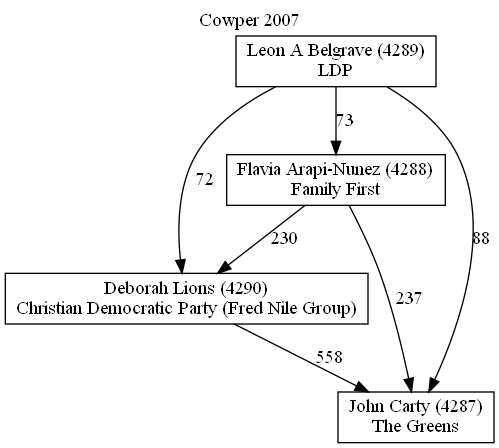 Cowper 2007
Leon A Belgrave (4289)
LDP
73
Flavia Arapi-Nunez (4288)
Family First
72
230
88
Deborah Lions (4290)
Christian Democratic Party (Fred Nile Group)
237
558
John Carty (4287)
The Greens